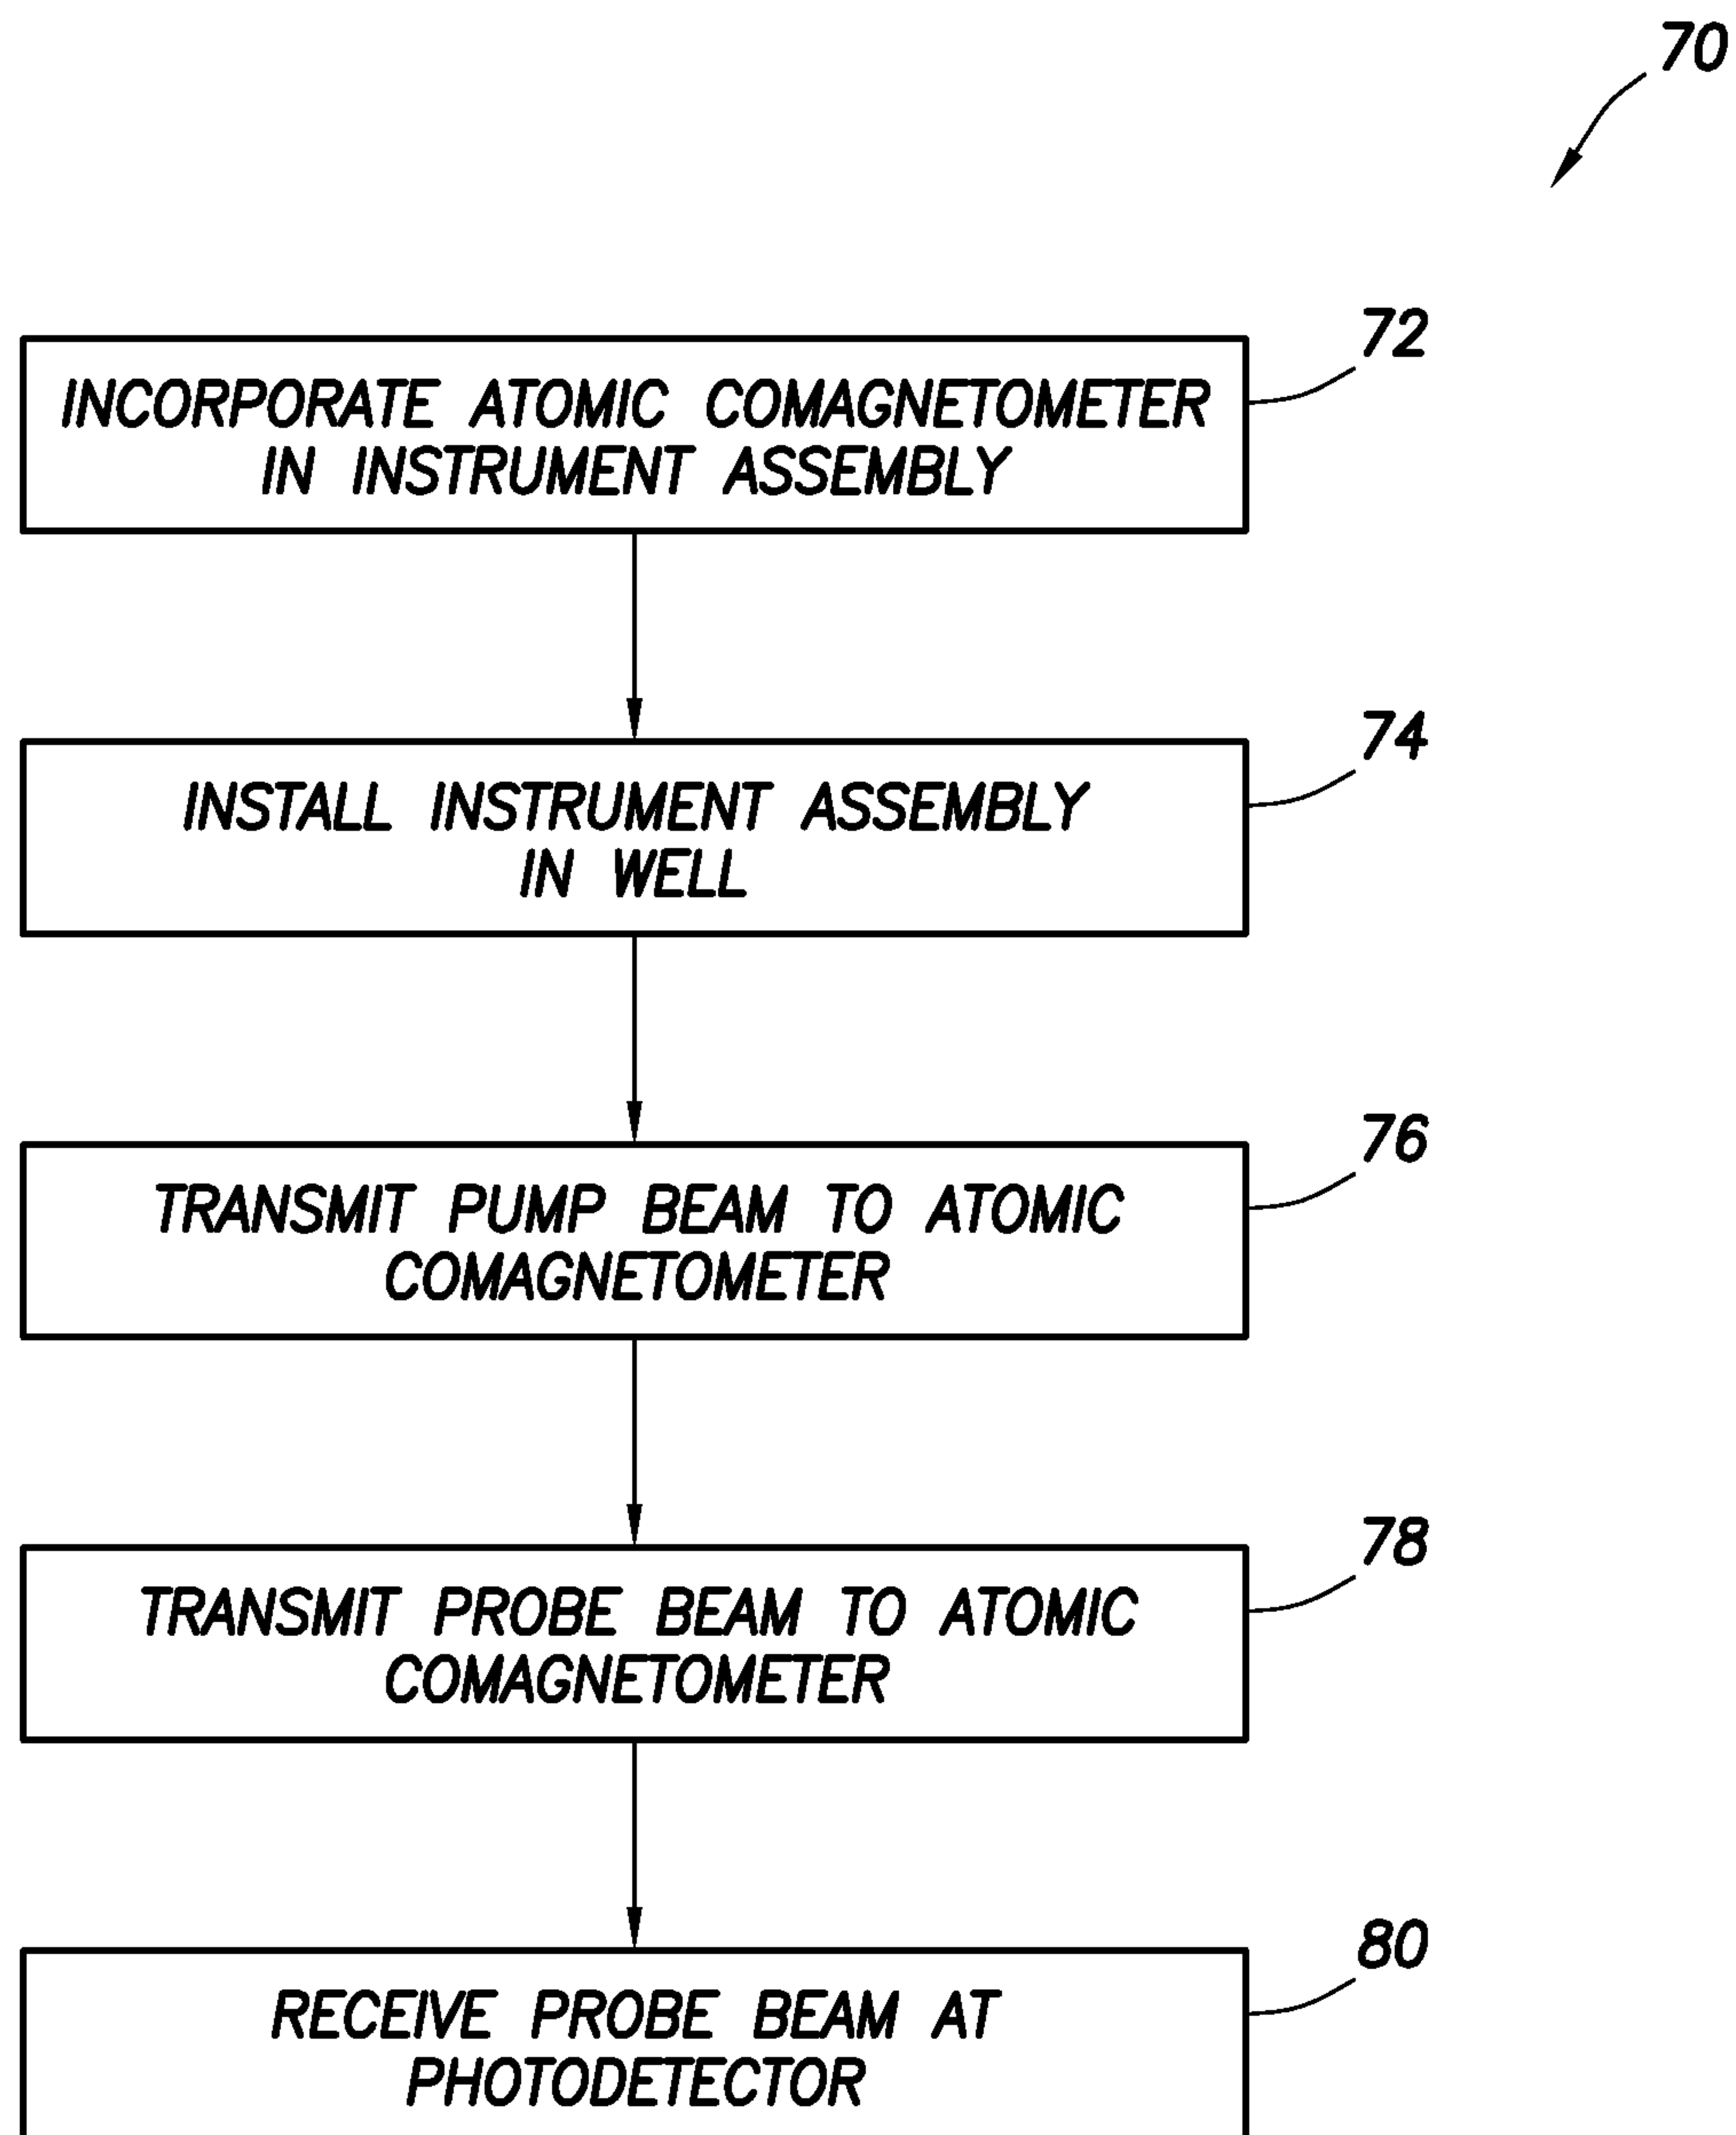 70
72
INCORPORATE ATOMIC COMAGNETOMETER
IN INSTRUMENT ASSEMBLY
74
INSTALL INSTRUMENT ASSEMBLY
IN WELL
76
TRANSMIT PUMP BEAM TO ATOMIC
COMAGNETOMETER
78
TRANSMIT PROBE BEAM TO ATOMIC
COMAGNETOMETER
80
RECEIVE PROBE BEAM AT
PHOTODETECTOR